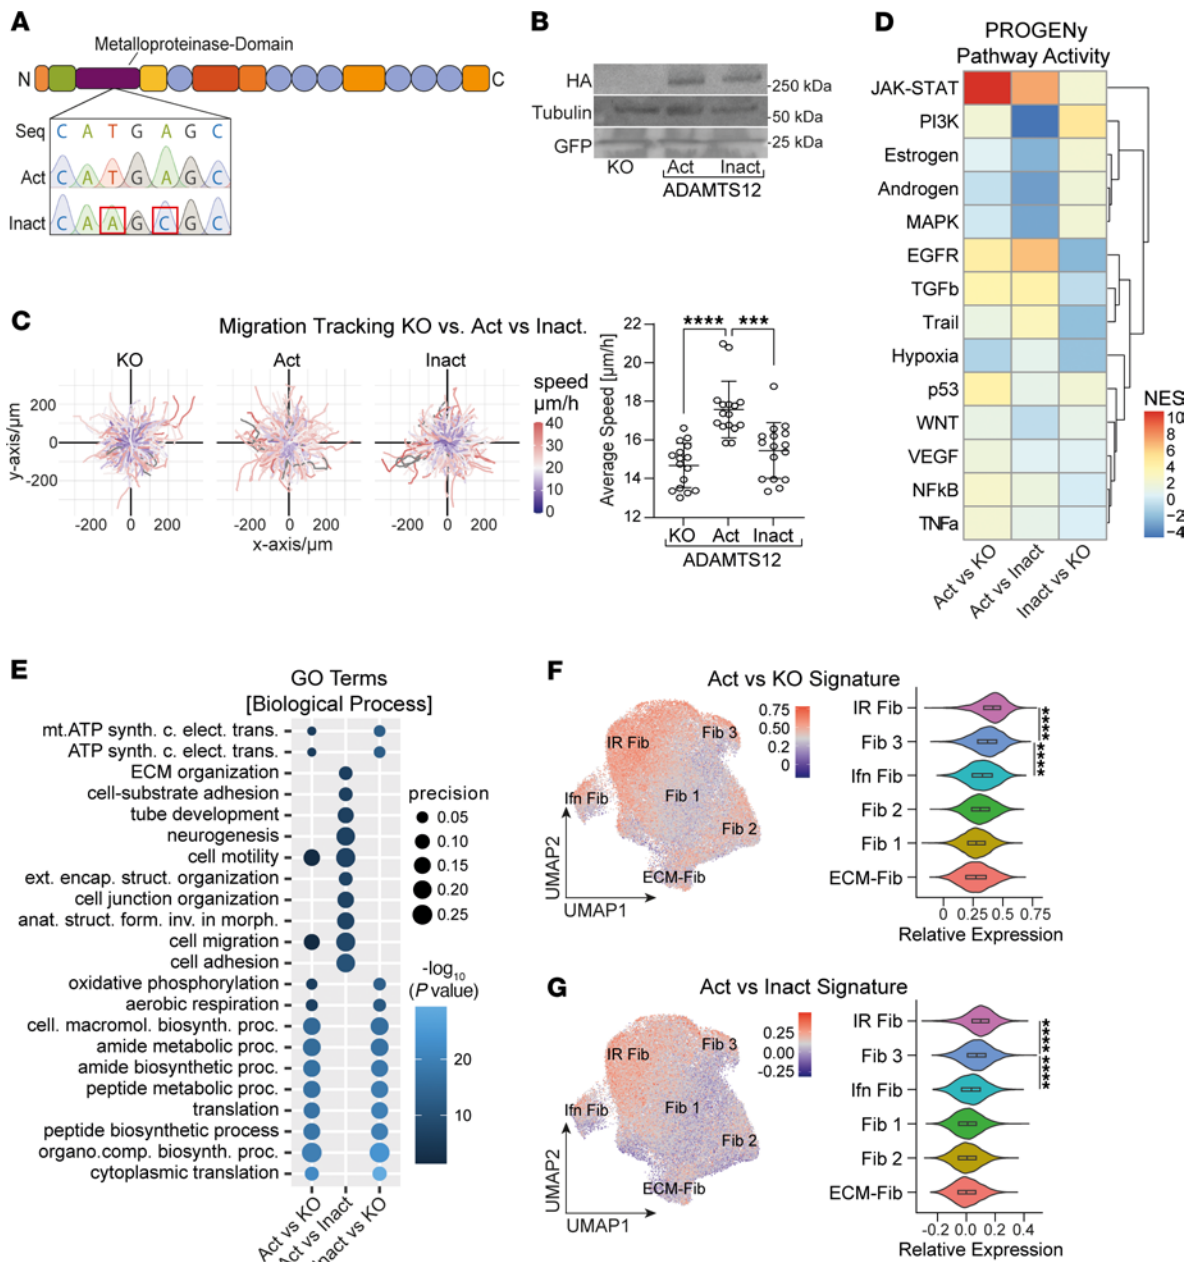 A
Metalloproteinase-Domain
N
C
Seq C A T G A G C
Act C A T G A G C
Inact C A A G C G C
B
HA
-250 kDa
Tubulin
-50 kDa
GFP
-25 kDa
KO Act Inact
ADAMTS12
C
Migration Tracking KO vs. Act vs Inact.
KO Act Inact
speed
µm/h
40
30
20
10
0
y-axis/µm
200
0
-200
-200 0 200 -200 0 200 -200 0 200
x-axis/µm
Average Speed [µm/h]
22
20
18
16
14
12
**** ***
KO Act Inact
ADAMTS12
D
PROGENy
Pathway Activity
JAK-STAT
PI3K
Estrogen
Androgen
MAPK
EGFR
TGFb
Trail
Hypoxia
p53
WNT
VEGF
NFkB
TNFa
Act vs KO
Act vs Inact
Inact vs KO
NES
10
8
6
4
2
0
−2
−4
E
GO Terms
[Biological Process]
mt.ATP synth. c. elect. trans.
ATP synth. c. elect. trans.
ECM organization
cell-substrate adhesion
tube development
neurogenesis
cell motility
ext. encap. struct. organization
cell junction organization
anat. struct. form. inv. in morph.
cell migration
cell adhesion
oxidative phosphorylation
aerobic respiration
cell. macromol. biosynth. proc.
amide metabolic proc.
amide biosynthetic proc.
peptide metabolic proc.
translation
peptide biosynthetic process
organo.comp. biosynth. proc.
cytoplasmic translation
Act vs KO
Act vs Inact
Inact vs KO
precision
0.05
0.10
0.15
0.20
0.25
-log10
(P value)
20
10
F
Act vs KO Signature
IR Fib
Fib 3
Ifn Fib
Fib 1
Fib 2
ECM-Fib
UMAP2
UMAP1
0.75
0.50
0.25
0
IR Fib
Fib 3
Ifn Fib
Fib 2
Fib 1
ECM-Fib
****
****
0 0.25 0.50 0.75
Relative Expression
G
Act vs Inact Signature
IR Fib
Fib 3
Ifn Fib
Fib 1
Fib 2
ECM-Fib
UMAP2
UMAP1
0.25
0.00
-0.25
IR Fib
Fib 3
Ifn Fib
Fib 1
Fib 2
ECM-Fib
****
****
-0.2 0.0 0.2 0.4
Relative Expression